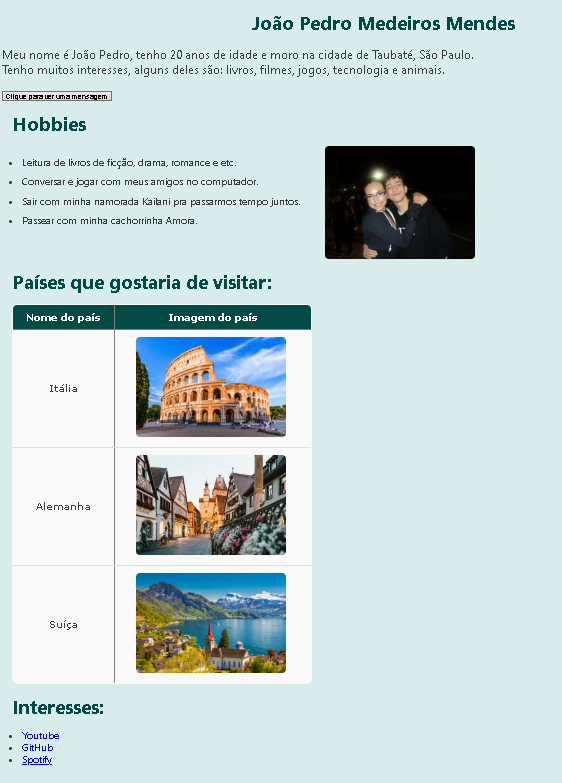 João Pedro Medeiros Mendes
Meu nome é João Pedro, tenho 20 anos de idade e moro na cidade de Taubaté, São Paulo.
Tenho muitos interesses, alguns deles são: livros, filmes, jogos, tecnologia e animais.
Clique para ver uma mensagem
Hobbies
Leitura de livros de ficção, drama, romance e etc.
Conversar e jogar com meus amigos no computador.
Sair com minha namorada Kailani pra passarmos tempo juntos.
Passear com minha cachorrinha Amora.
Países que gostaria de visitar:
Nome do país Imagem do país
Itália
Alemanha
Suíça
Interesses:
Youtube
GitHub
Spotify